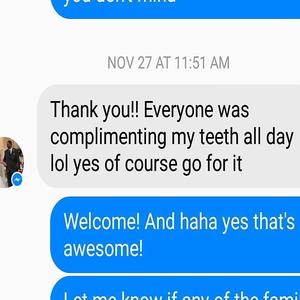 you don't mind
NOV 27 AT 11:51 AM
Thank you!! Everyone was
complimenting my teeth all day
lol yes of course go for it
Welcome! And haha yes that's
awesome!
Let me know if any of the fami